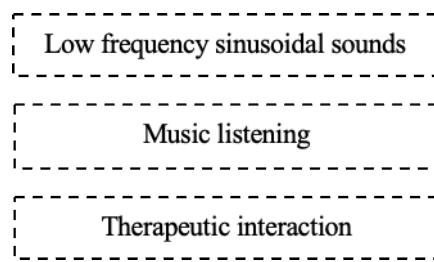 Low frequency sinusoidal sounds
Music listening
Therapeutic interaction